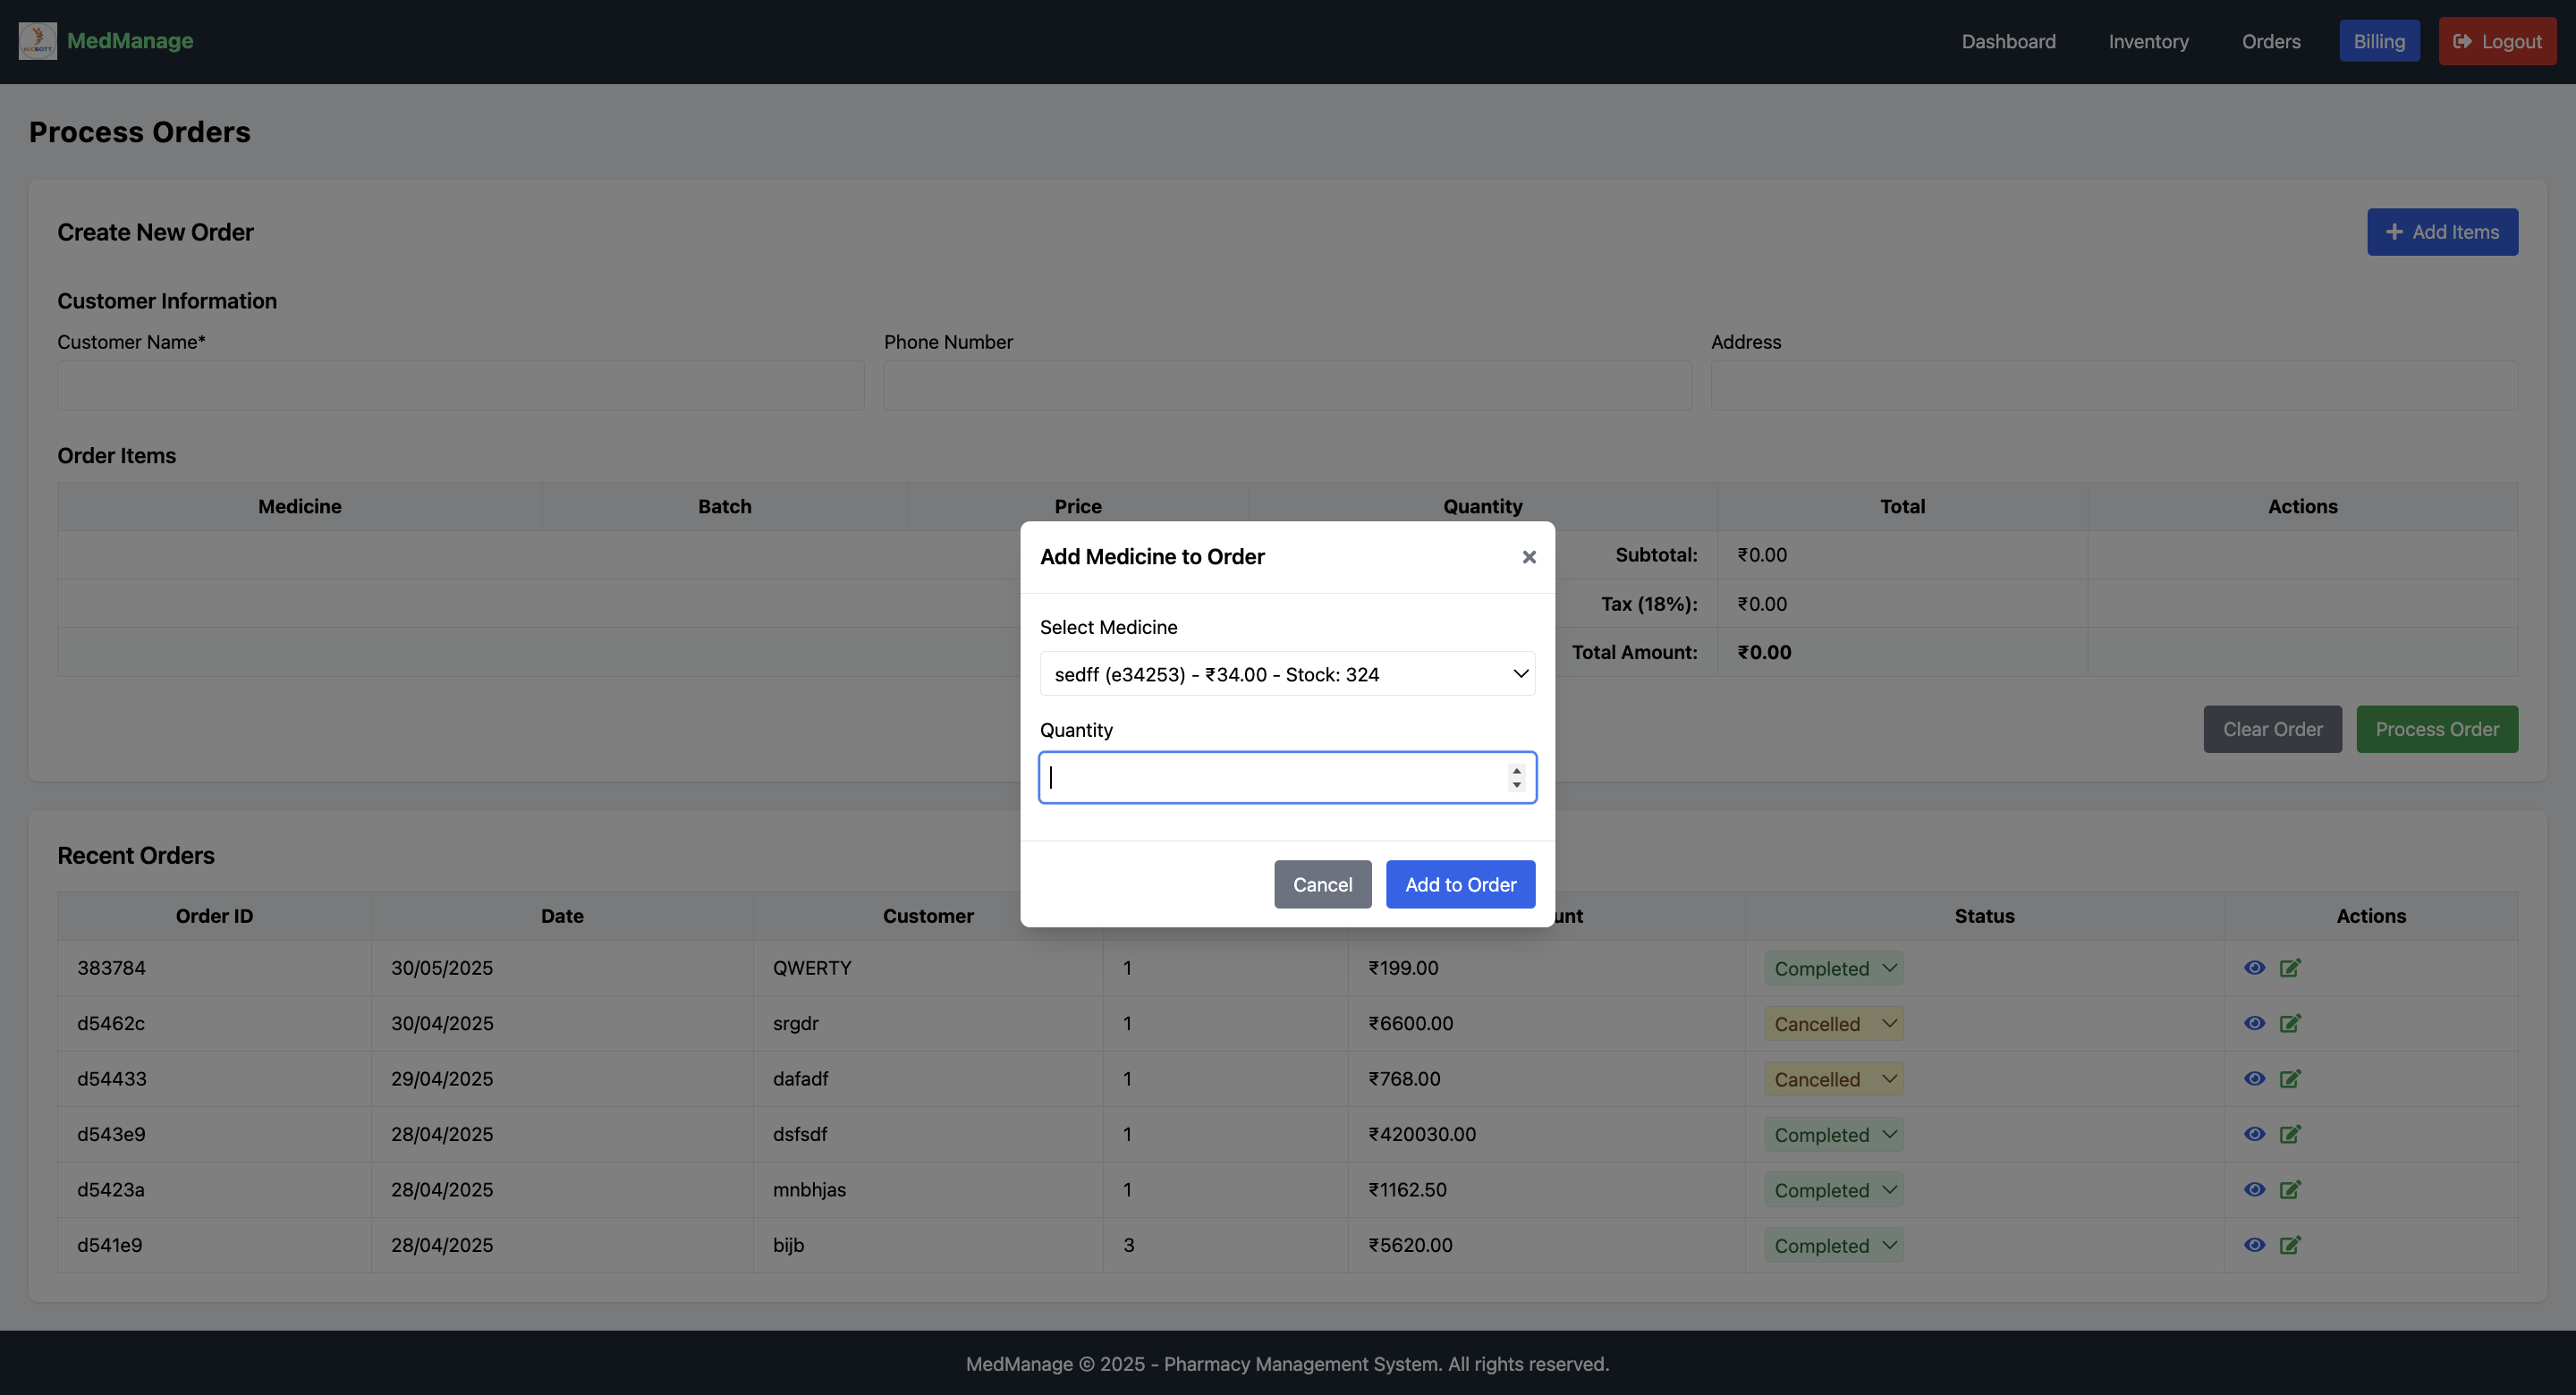 MedManage
Dashboard Inventory Orders Billing Logout
Process Orders
Create New Order
Add Items
Customer Information
Customer Name* Phone Number Address
Order Items
Medicine Batch Price Quantity Total Actions
Subtotal: ₹0.00
Tax (18%): ₹0.00
Total Amount: ₹0.00
Clear Order Process Order
Add Medicine to Order
Select Medicine
sedff (e34253) - ₹34.00 - Stock: 324
Quantity
Cancel Add to Order
Recent Orders
Order ID Date Customer Status Actions
383784 30/05/2025 QWERTY 1 ₹199.00 Completed
d5462c 30/04/2025 srgdr 1 ₹6600.00 Cancelled
d54433 29/04/2025 dafadf 1 ₹768.00 Cancelled
d543e9 28/04/2025 dsfsdf 1 ₹420030.00 Completed
d5423a 28/04/2025 mnbhjas 1 ₹1162.50 Completed
d541e9 28/04/2025 bijb 3 ₹5620.00 Completed
MedManage © 2025 - Pharmacy Management System. All rights reserved.